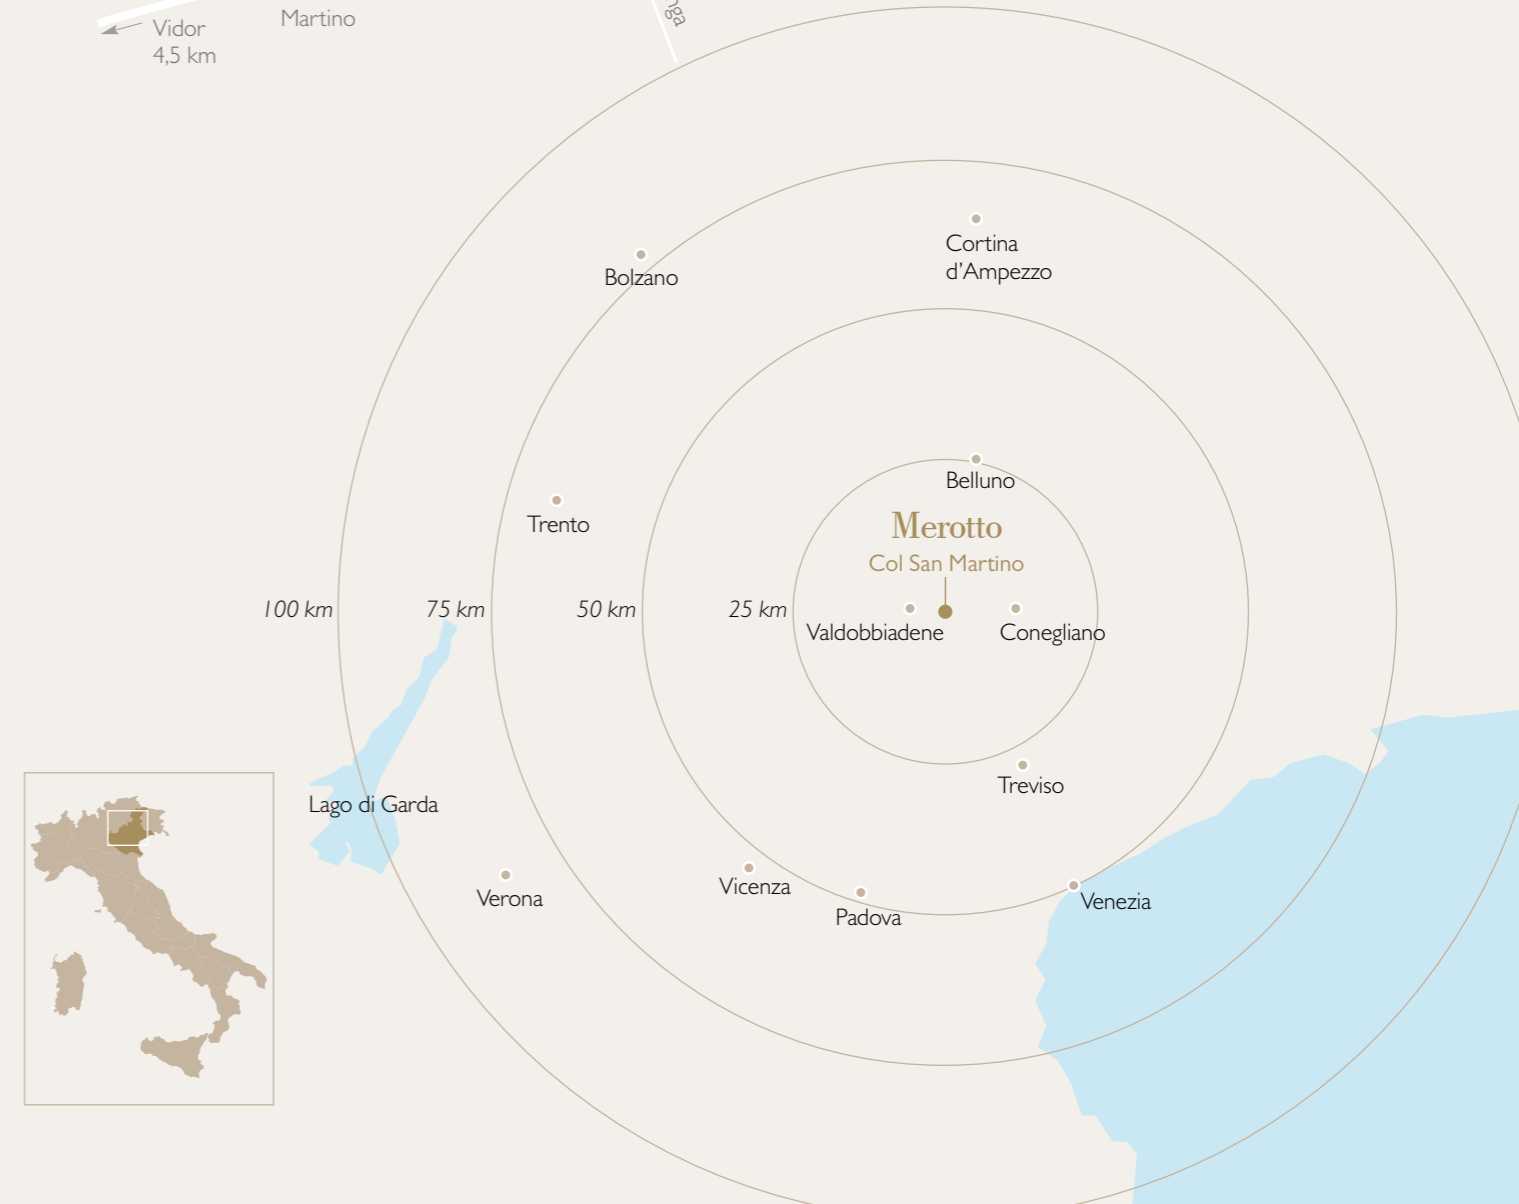 Martino
Vidor
4,5 km
Cortina
d’Ampezzo
Bolzano
Belluno
Merotto
Trento
Col San Martino
100 km
75 km
50 km
25 km
Valdobbiadene
Conegliano
Treviso
Lago di Garda
Vicenza
Verona
Padova
Venezia